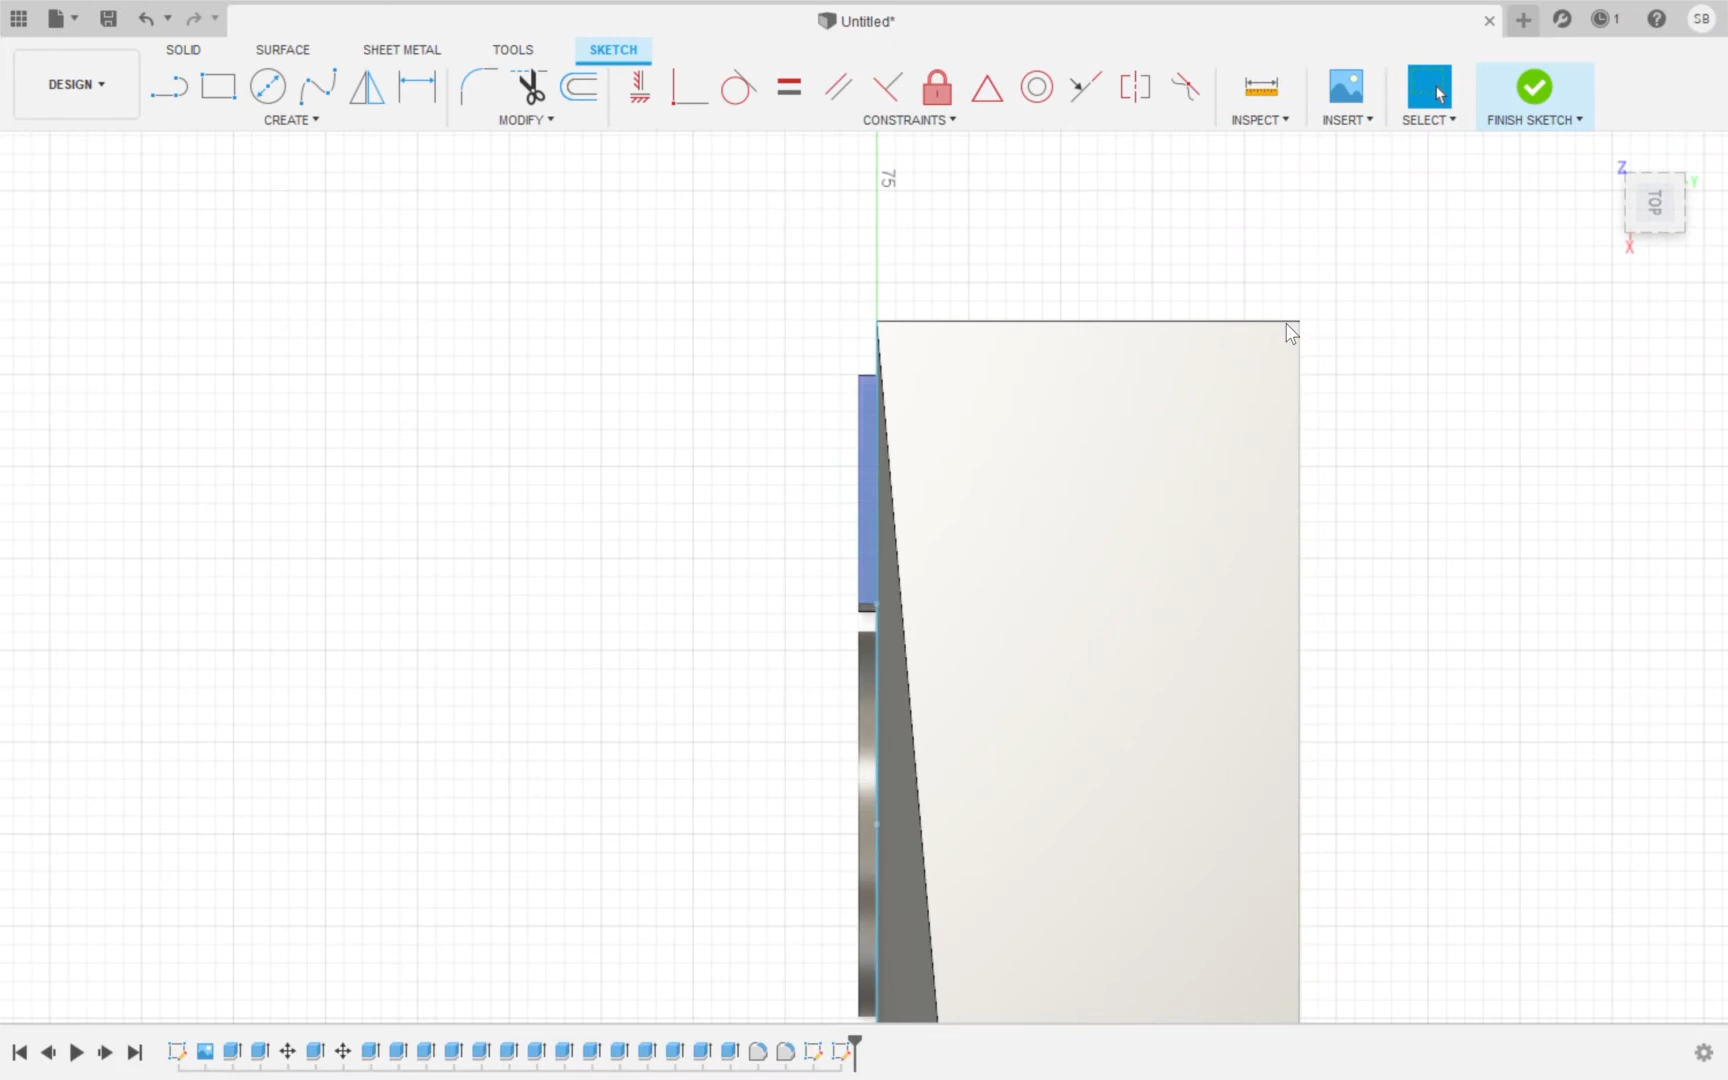 Untitled*
1
SB
SOLID
SURFACE
SHEET METAL
TOOLS
SKETCH
DESIGN
CREATE
MODIFY
CONSTRAINTS
INSPECT
INSERT
SELECT
FINISH SKETCH
75
Z
Y
TOP
X